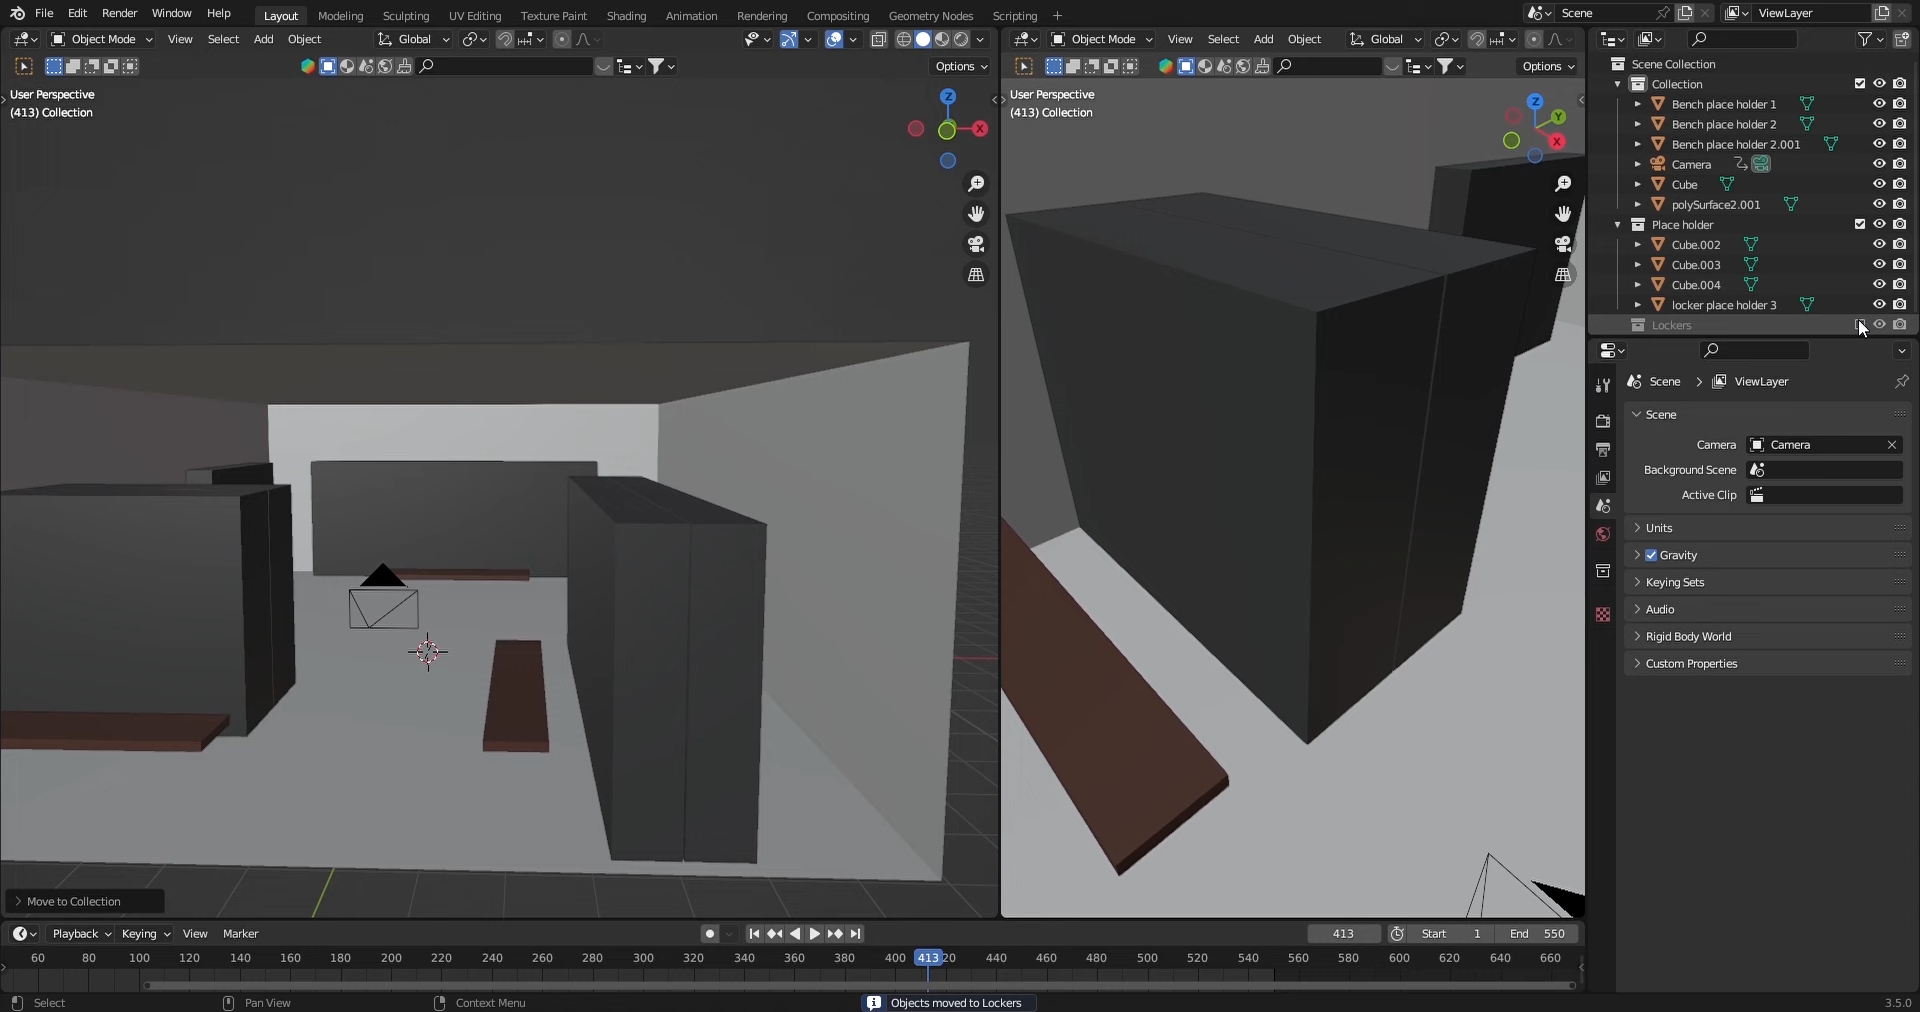 File Edit Render Window Help Layout Modeling Sculpting UV Editing Texture Paint Shading Animation Rendering Compositing Geometry Nodes Scripting + Scene ViewLayer
Object Mode View Select Add Object Global
Options
User Perspective
(413) Collection
Z
X
Move to Collection
Object Mode View Select Add Object Global
Options
User Perspective
(413) Collection
Z
Y
X
Scene Collection
Collection
Bench place holder 1
Bench place holder 2
Bench place holder 2.001
Camera
Cube
polySurface2.001
Place holder
Cube.002
Cube.003
Cube.004
locker place holder 3
Lockers
Scene > ViewLayer
Scene
Camera Camera
Background Scene
Active Clip
Units
Gravity
Keying Sets
Audio
Rigid Body World
Custom Properties
Playback Keying View Marker 413 Start 1 End 550
60 80 100 120 140 160 180 200 220 240 260 280 300 320 340 360 380 400 413 20 440 460 480 500 520 540 560 580 600 620 640 660
Select Pan View Context Menu Objects moved to Lockers 3.5.0